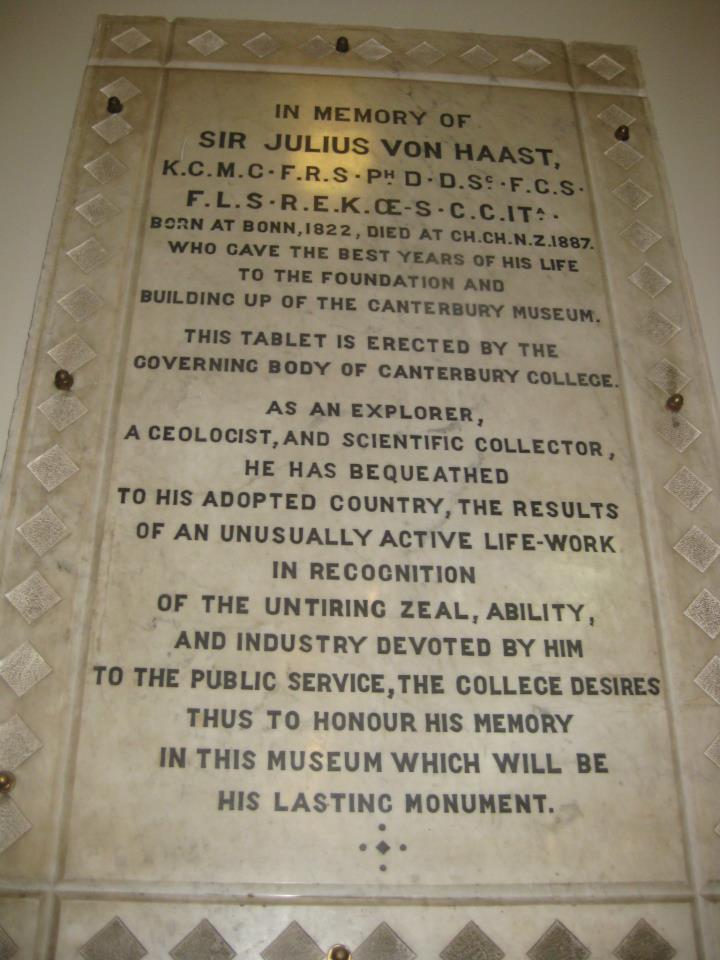 IN MEMORY OF
SIR JULIUS VON HAAST,
K.C.M.C·F.R.S·Pᴴ D·D.Sᶜ·F.C.S·
F.L.S·R.E.K.Œ-S·C.C.ITᴬ·
BORN AT BONN, 1822, DIED AT CH.CH.N.Z.1887.
WHO GAVE THE BEST YEARS OF HIS LIFE
TO THE FOUNDATION AND
BUILDING UP OF THE CANTERBURY MUSEUM.
THIS TABLET IS ERECTED BY THE
GOVERNING BODY OF CANTERBURY COLLEGE.
AS AN EXPLORER,
A GEOLOGIST, AND SCIENTIFIC COLLECTOR,
HE HAS BEQUEATHED
TO HIS ADOPTED COUNTRY, THE RESULTS
OF AN UNUSUALLY ACTIVE LIFE-WORK
IN RECOGNITION
OF THE UNTIRING ZEAL, ABILITY,
AND INDUSTRY DEVOTED BY HIM
TO THE PUBLIC SERVICE, THE COLLEGE DESIRES
THUS TO HONOUR HIS MEMORY
IN THIS MUSEUM WHICH WILL BE
HIS LASTING MONUMENT.